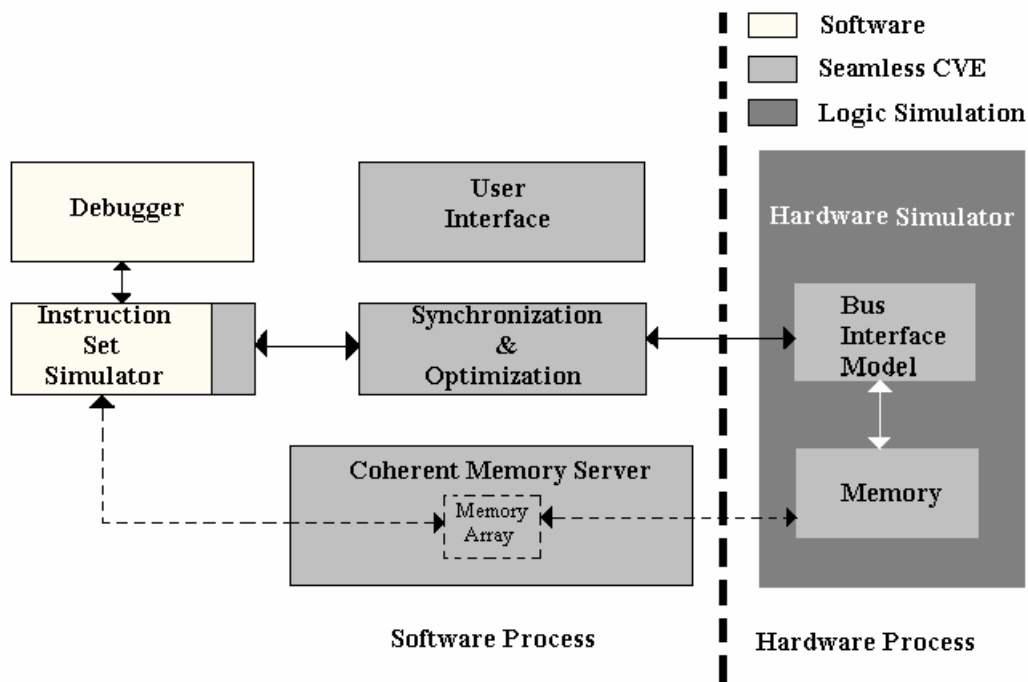 Software
Seamless CVE
Logic Simulation
Debugger
User
Interface
Hardware Simulator
Instruction
Set
Simulator
Synchronization
&
Optimization
Bus
Interface
Model
Coherent Memory Server
Memory
Array
Memory
Software Process
Hardware Process